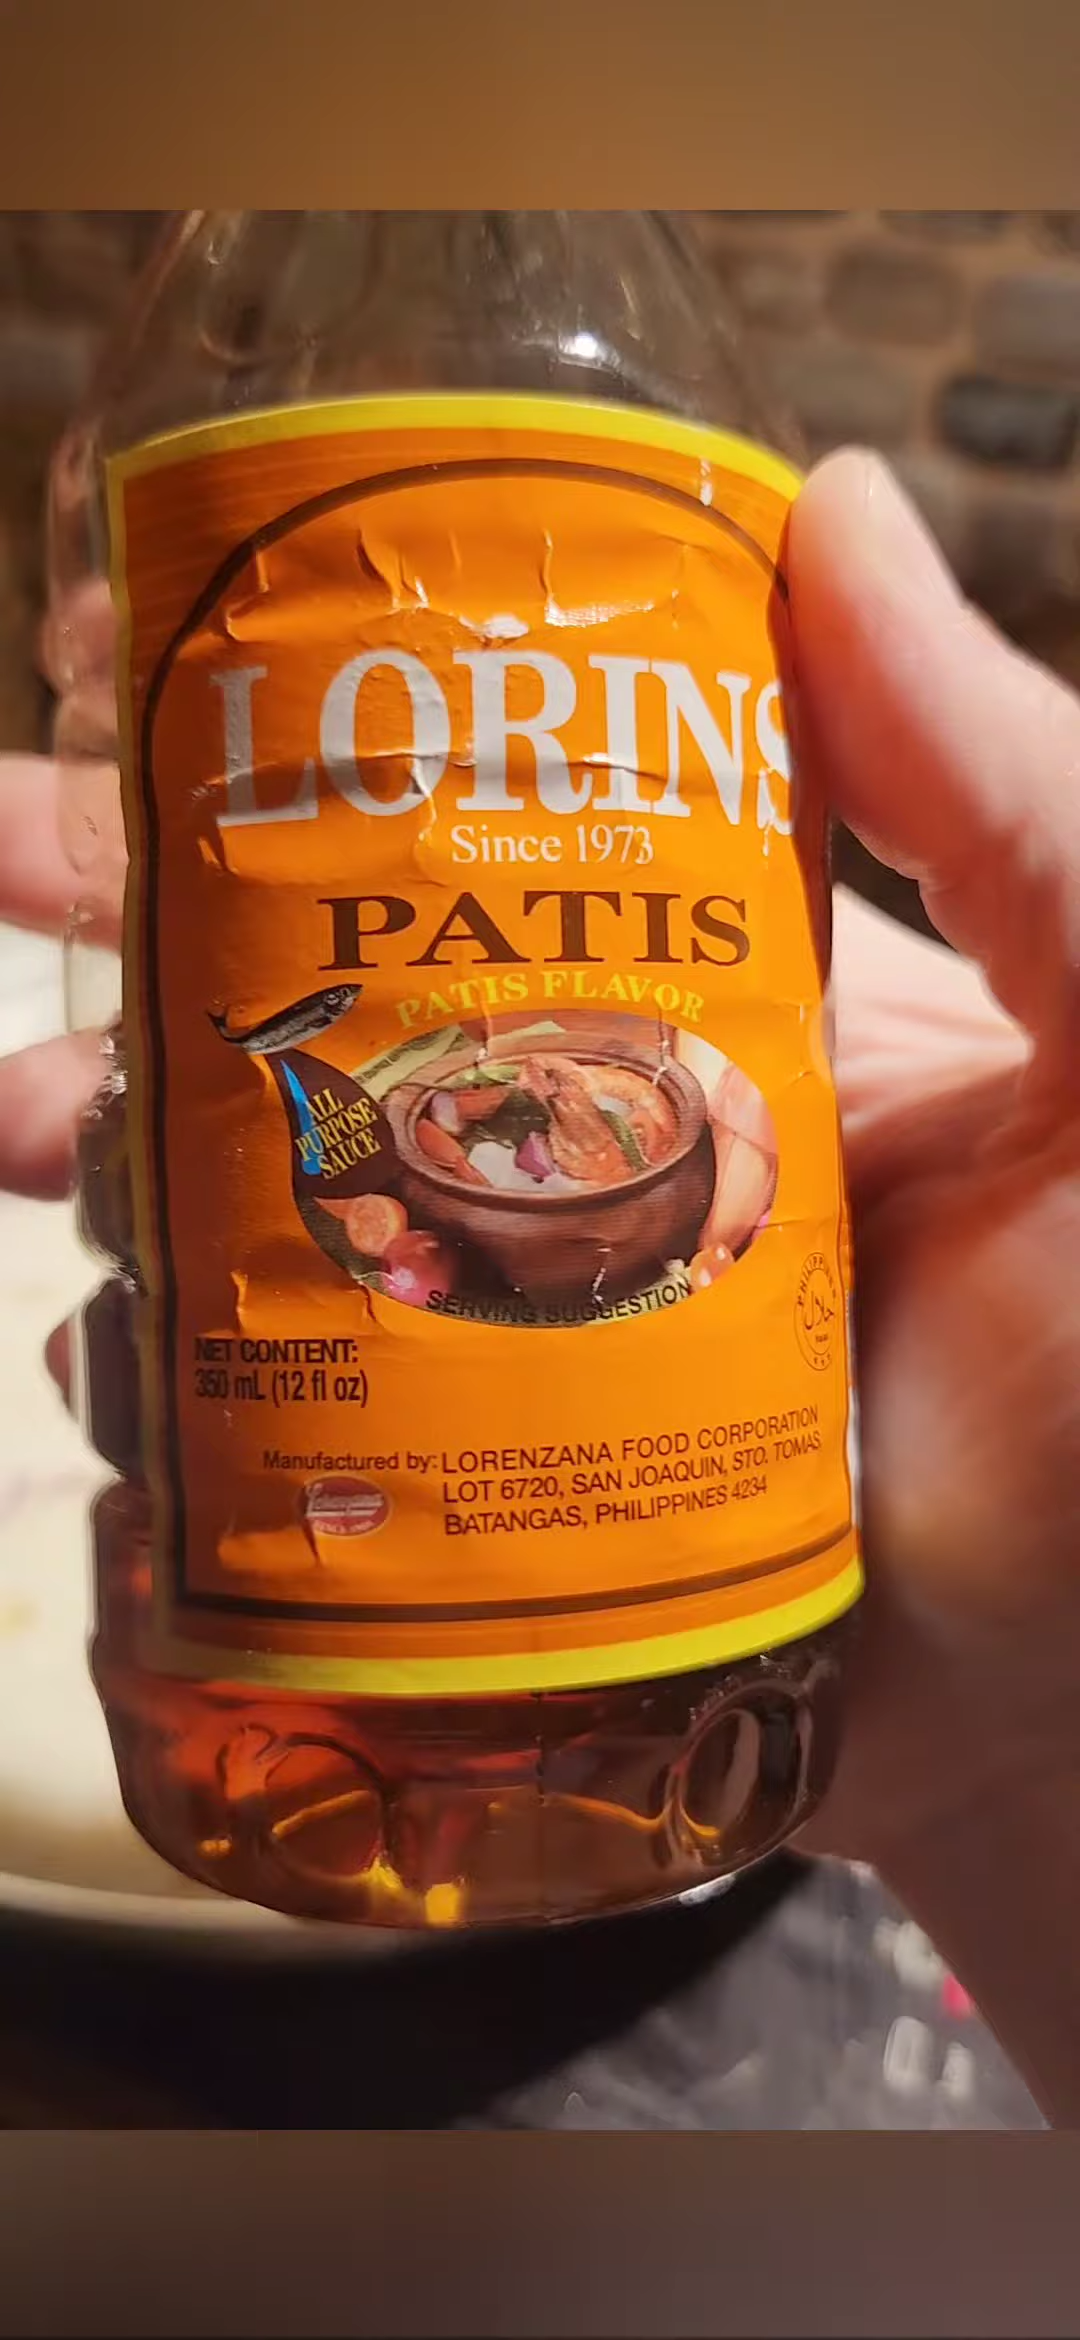 LORINS
Since 1973
PATIS
PATIS FLAVOR
ALL
PURPOSE
SAUCE
SERVING SUGGESTION
NET CONTENT:
350 mL (12 fl oz)
حلال
Manufactured by: LORENZANA FOOD CORPORATION
LOT 6720, SAN JOAQUIN, STO. TOMAS,
BATANGAS, PHILIPPINES 4234